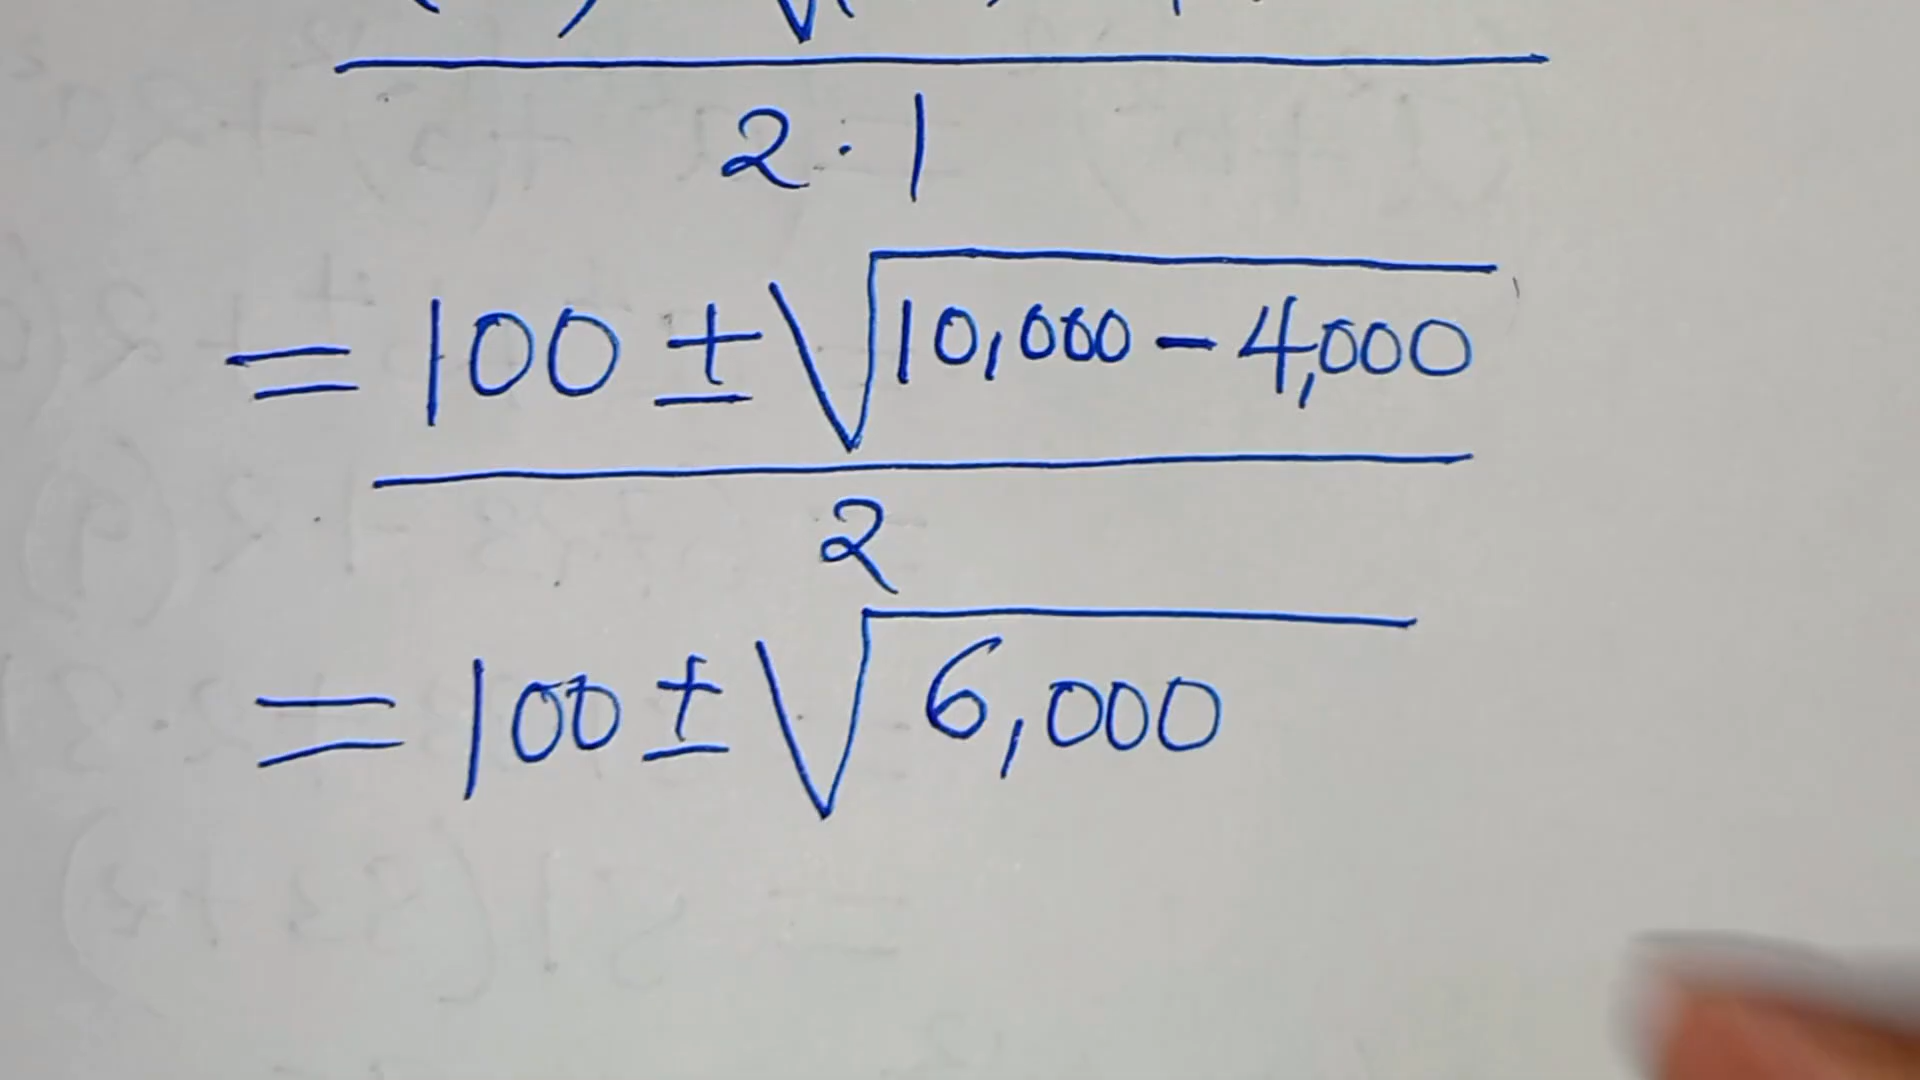 2 · 1
= 100 ± √10,000 - 4,000
2
= 100 ± √6,000